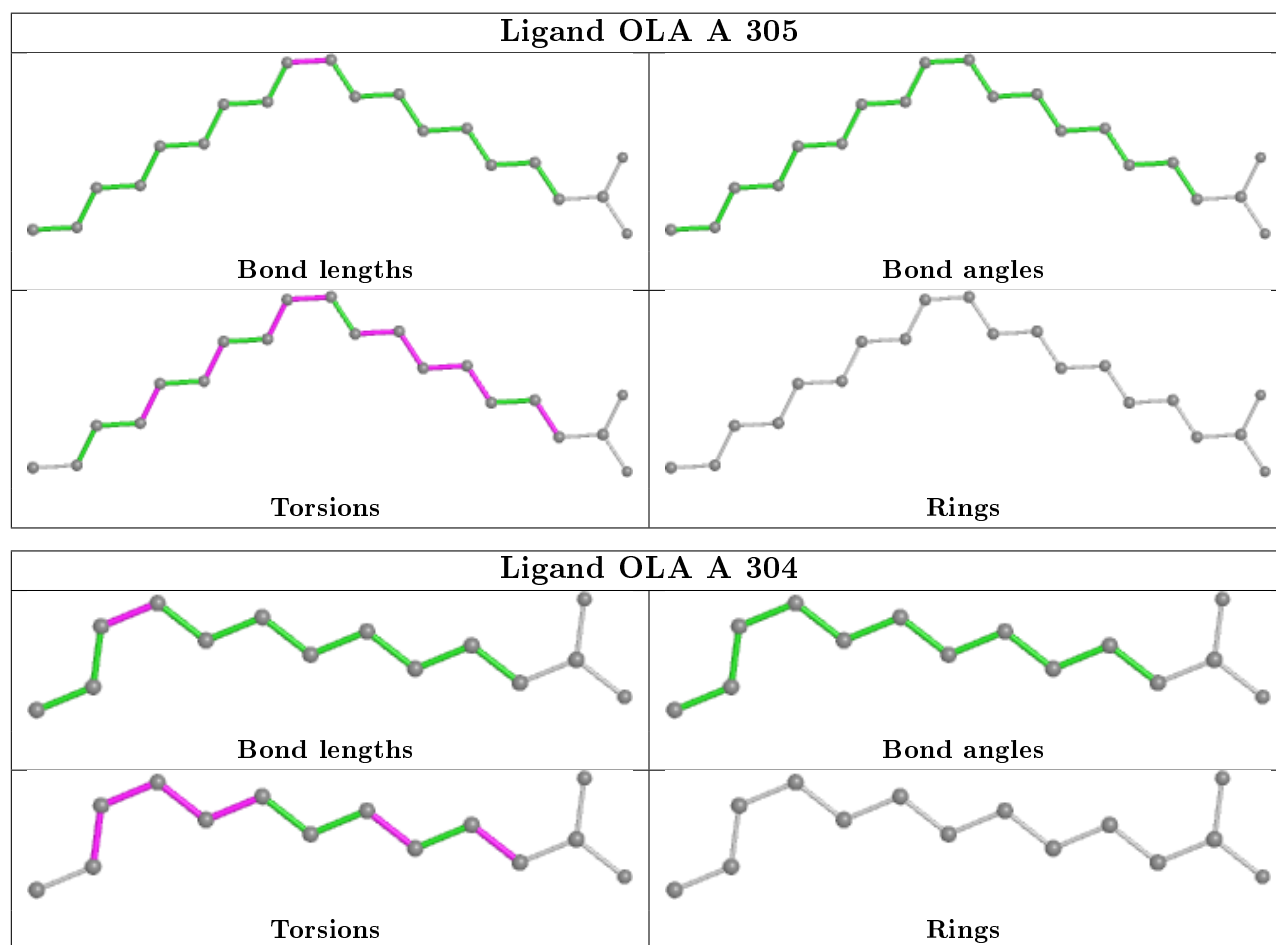 Ligand OLA A 305
Bond lengths
Bond angles
Torsions
Rings
Ligand OLA A 304
Bond lengths
Bond angles
Torsions
Rings